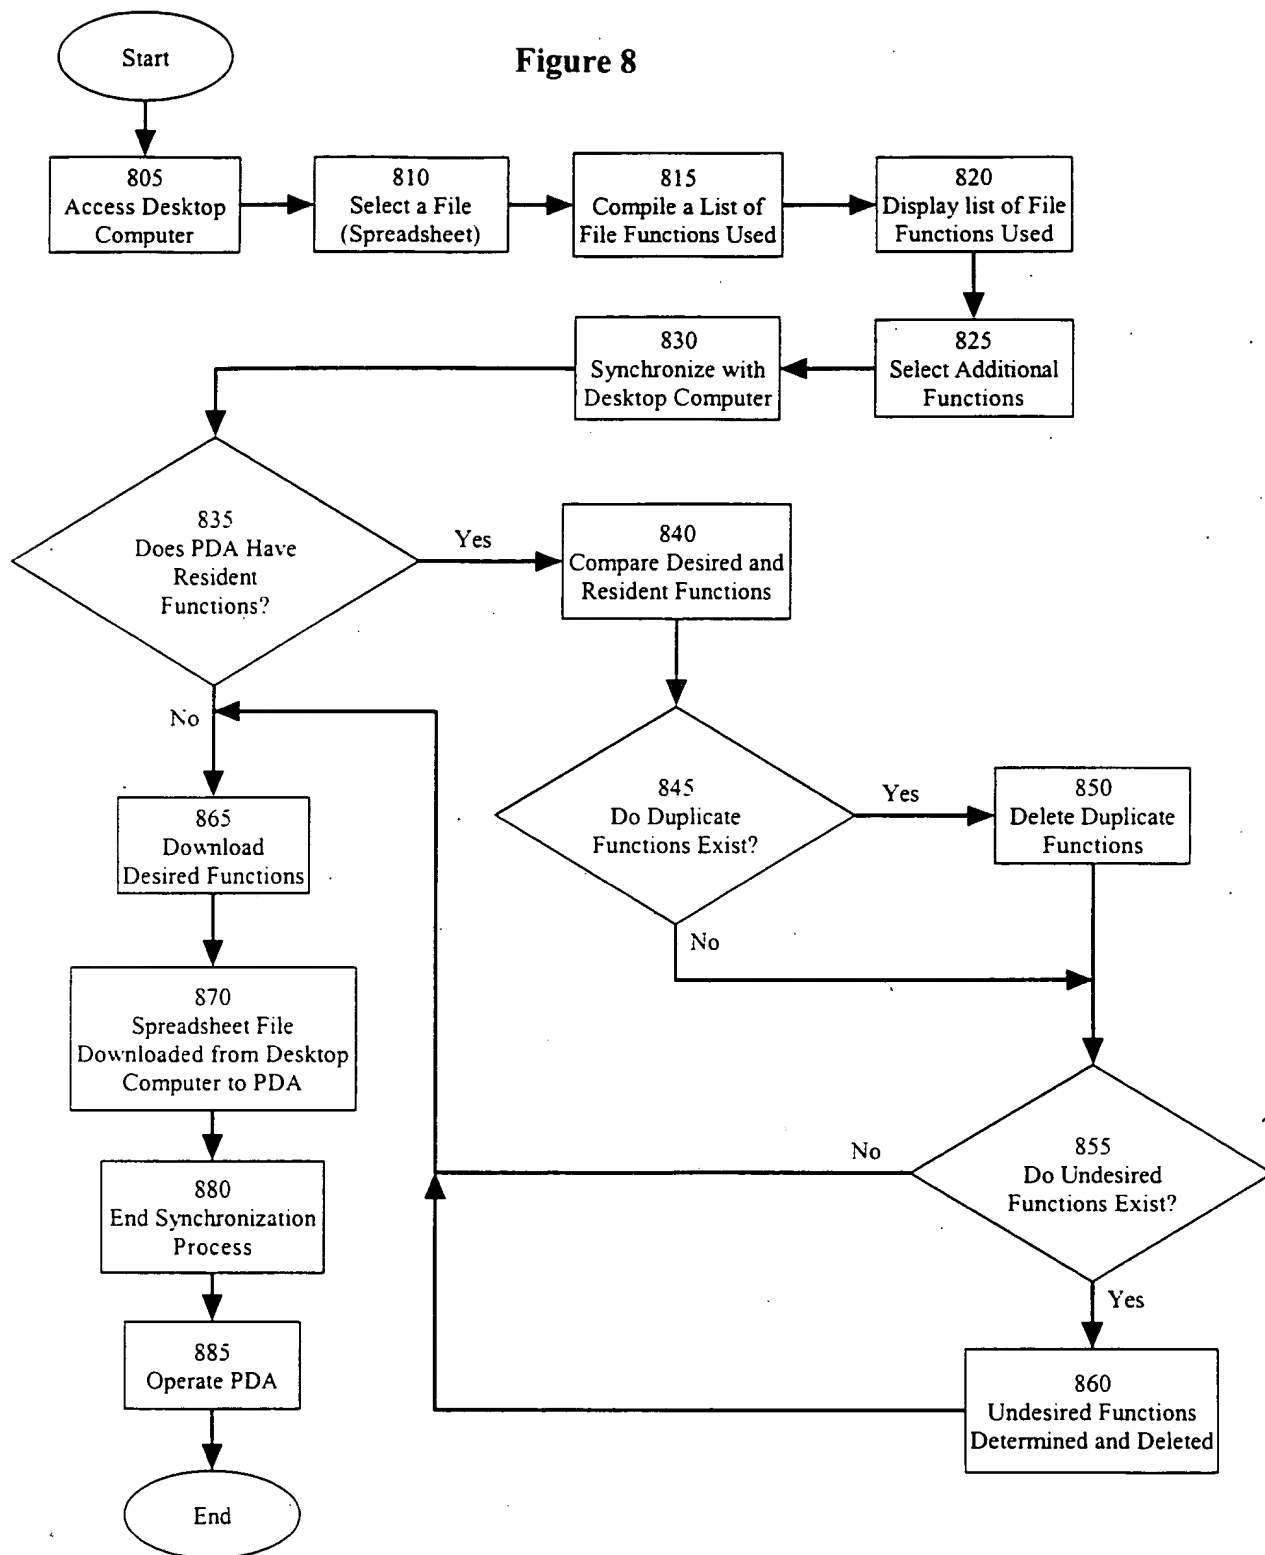 Start
Figure 8
805
Access Desktop
Computer
810
Select a File
(Spreadsheet)
815
Compile a List of
File Functions Used
820
Display list of File
Functions Used
825
Select Additional
Functions
830
Synchronize with
Desktop Computer
835
Does PDA Have
Resident
Functions?
Yes
840
Compare Desired and
Resident Functions
No
845
Do Duplicate
Functions Exist?
Yes
850
Delete Duplicate
Functions
No
855
Do Undesired
Functions Exist?
No
Yes
860
Undesired Functions
Determined and Deleted
865
Download
Desired Functions
870
Spreadsheet File
Downloaded from Desktop
Computer to PDA
880
End Synchronization
Process
885
Operate PDA
End